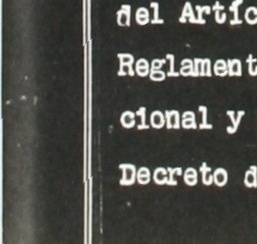 del Artíc
Reglament
cional y
Decreto d